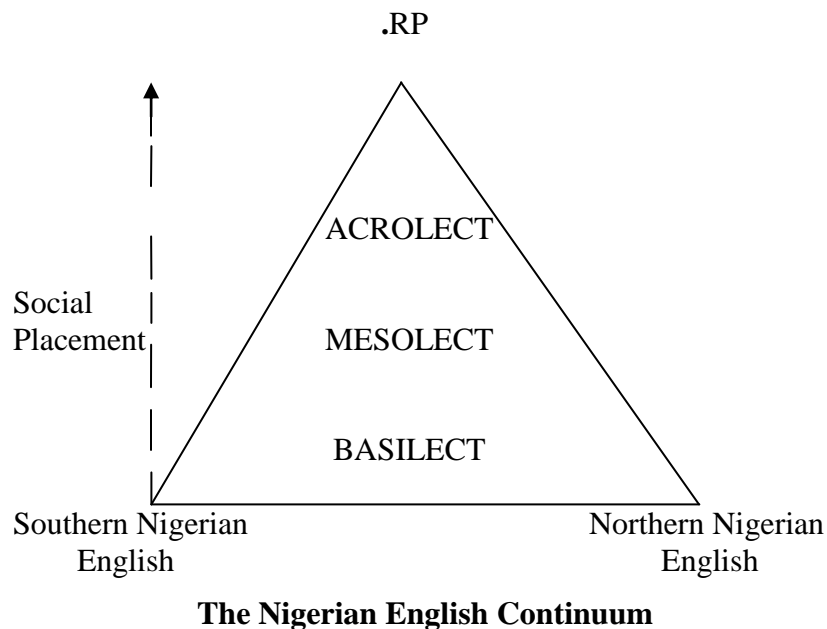 .RP
ACROLECT
Social
Placement
MESOLECT
BASILECT
Southern Nigerian
English
Northern Nigerian
English
The Nigerian English Continuum